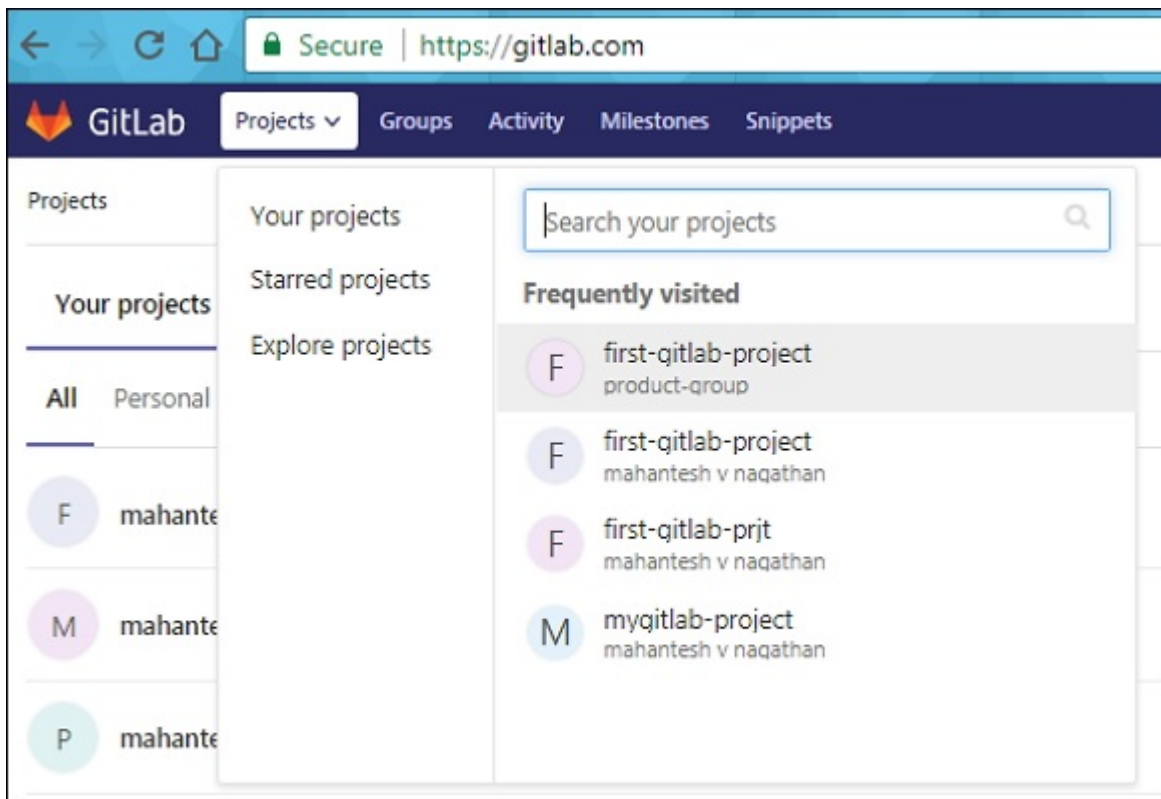 Secure | https://gitlab.com
GitLab Projects Groups Activity Milestones Snippets
Projects
Your projects
All Personal
F mahante
M mahante
P mahante
Your projects
Starred projects
Explore projects
Search your projects
Frequently visited
F first-gitlab-project
product-group
F first-gitlab-project
mahantesh v nagathan
F first-gitlab-prjt
mahantesh v nagathan
M mygitlab-project
mahantesh v nagathan